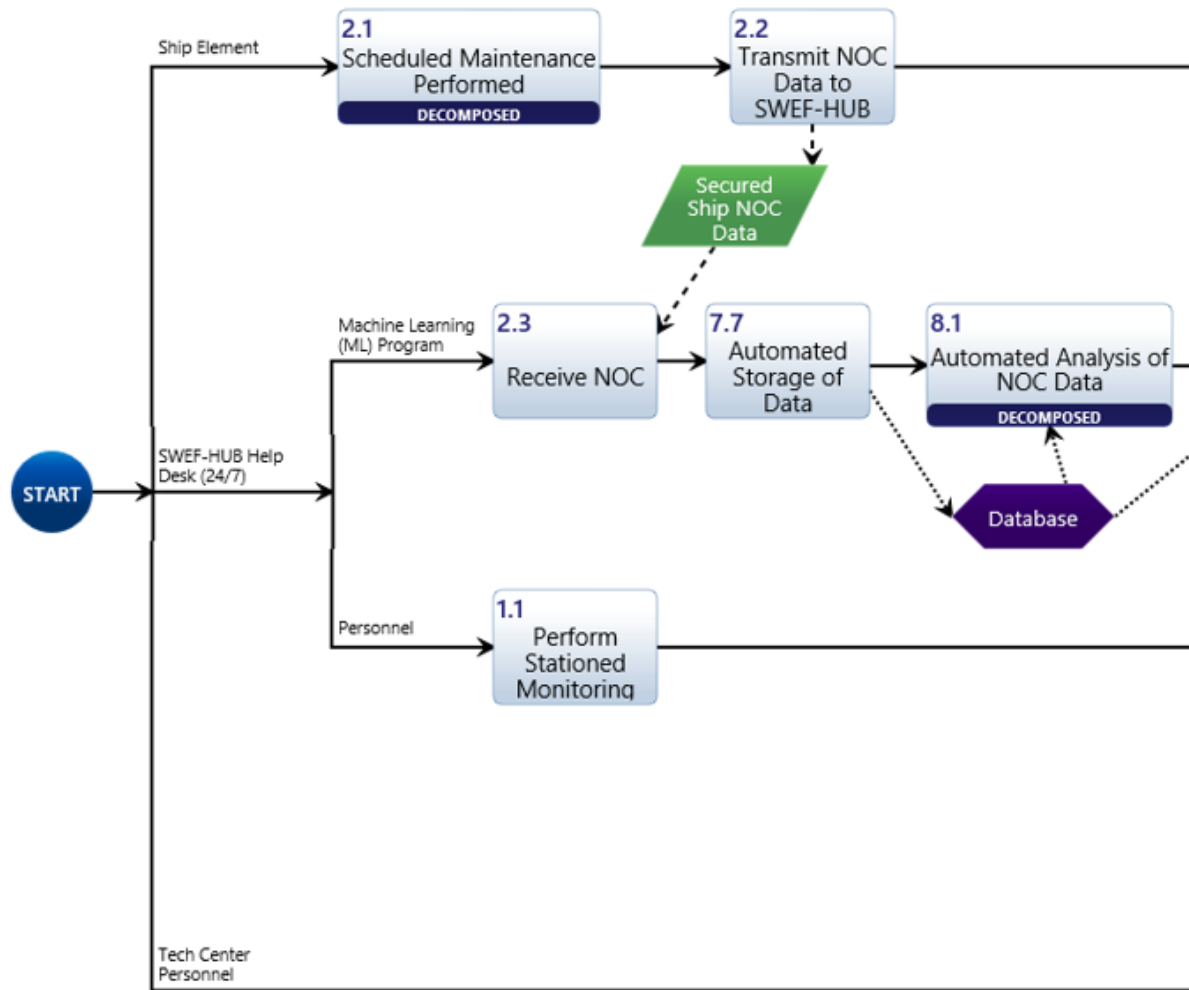 2.1
Scheduled Maintenance
Performed
DECOMPOSED
2.2
Transmit NOC
Data to
SWEF-HUB
Ship Element
Secured
Ship NOC
Data
Machine Learning
(ML) Program
2.3
Receive NOC
7.7
Automated
Storage of
Data
8.1
Automated Analysis of
NOC Data
DECOMPOSED
START
SWEF-HUB Help
Desk (24/7)
Database
Personnel
1.1
Perform
Stationed
Monitoring
Tech Center
Personnel